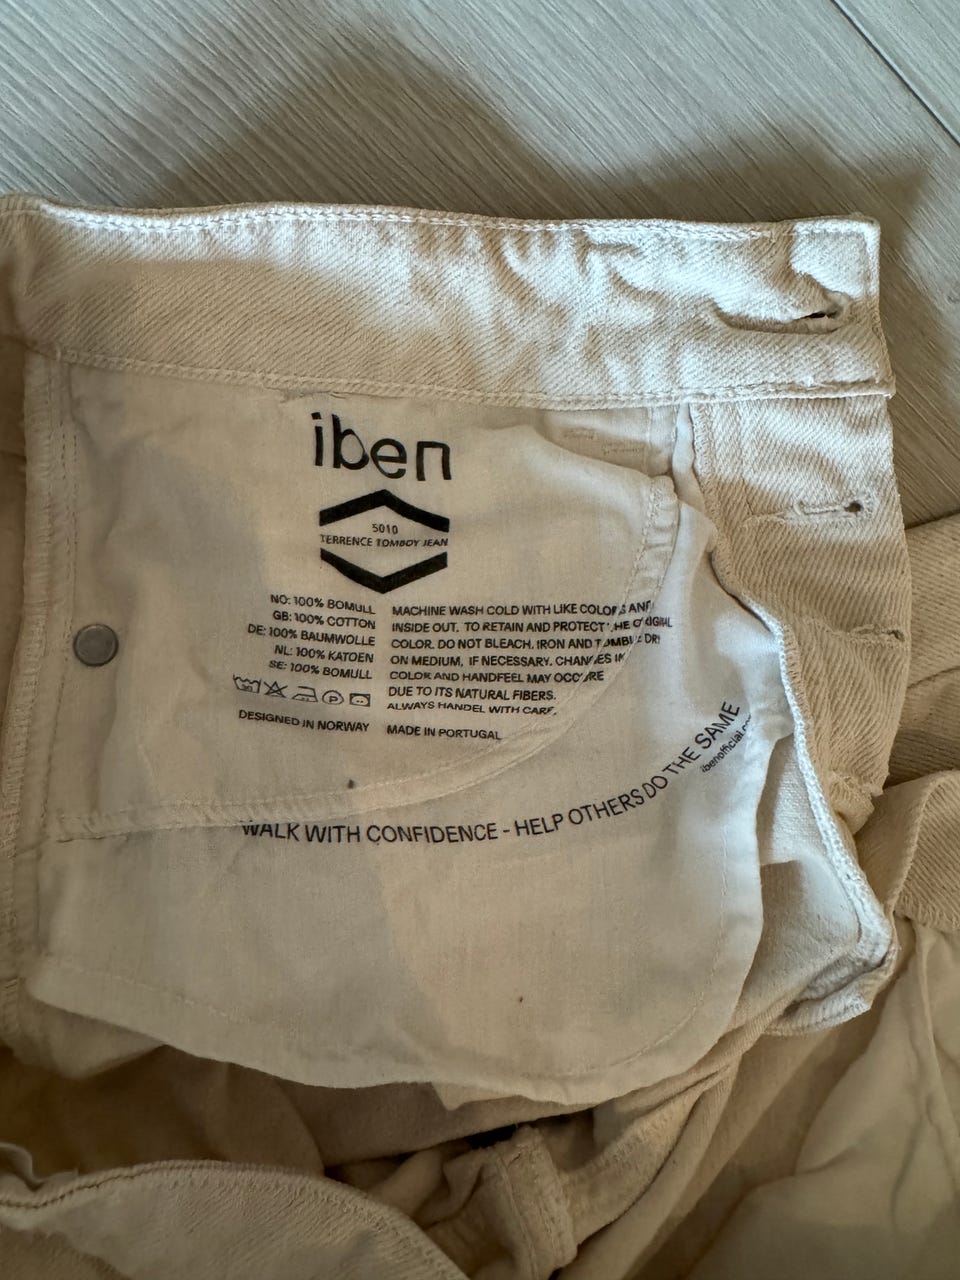 iben
5010
TERRENCE TOMBOY JEAN
NO: 100% BOMULL
GB: 100% COTTON
DE: 100% BAUMWOLLE
NL: 100% KATOEN
SE: 100% BOMULL
MACHINE WASH COLD WITH LIKE COLORS AND
INSIDE OUT. TO RETAIN AND PROTECT THE ORIGINAL
COLOR. DO NOT BLEACH, IRON AND TUMBLE DRY
ON MEDIUM, IF NECESSARY. CHANGES IN
COLOR AND HANDFEEL MAY OCCURE
DUE TO ITS NATURAL FIBERS.
ALWAYS HANDEL WITH CARE.
DESIGNED IN NORWAY
MADE IN PORTUGAL
WALK WITH CONFIDENCE - HELP OTHERS DO THE SAME